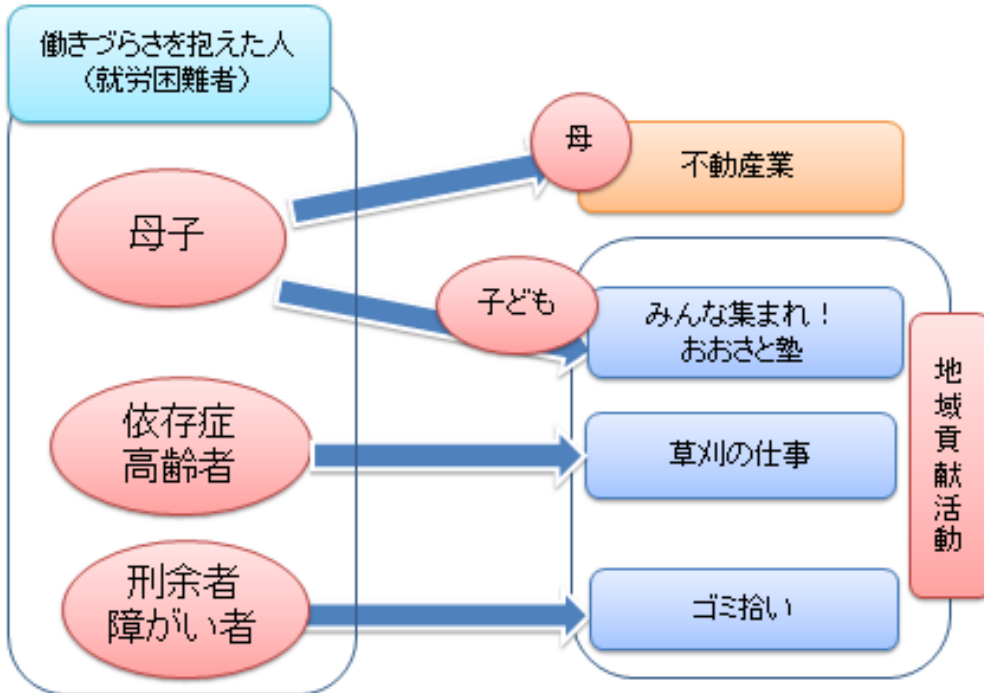 働きづらさを抱えた人
（就労困難者）
母子
母
不動産業
子ども
みんな集まれ！
おおさと塾
依存症
高齢者
草刈の仕事
刑余者
障がい者
ゴミ拾い
地域貢献活動